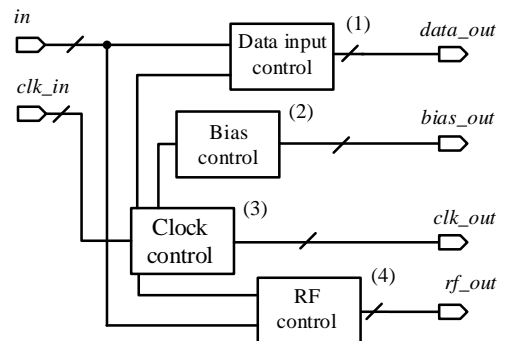 in
(1)
data_out
Data input
control
clk_in
(2)
bias_out
Bias
control
(3)
clk_out
Clock
control
(4)
rf_out
RF
control